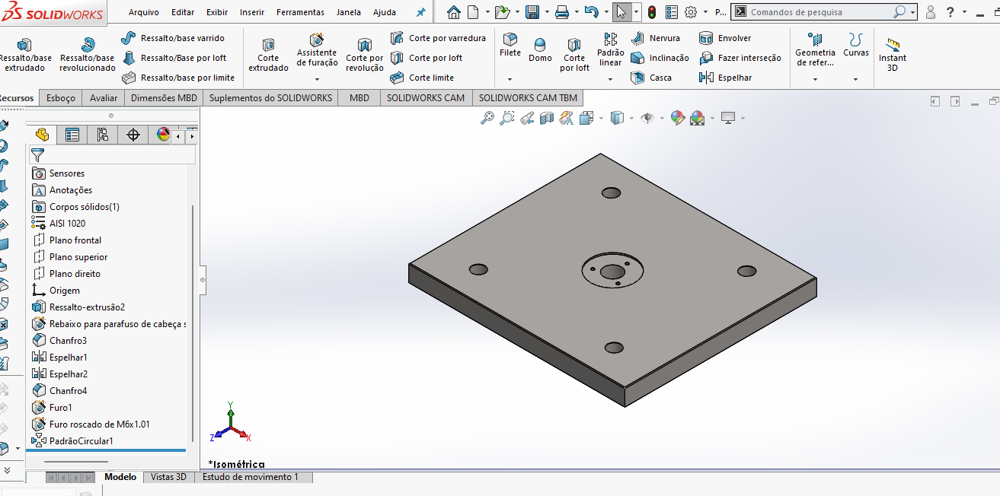 SOLIDWORKS
Arquivo Editar Exibir Inserir Ferramentas Janela Ajuda P... Comandos de pesquisa ?
Ressalto/base extrudado
Ressalto/base revolucionado
Ressalto/base varrido
Ressalto/Base por loft
Ressalto/base por limite
Corte extrudado
Assistente de furação
Corte por revolução
Corte por varredura
Corte por loft
Corte limite
Filete
Domo
Corte por loft
Padrão linear
Nervura
Inclinação
Casca
Envolver
Fazer interseção
Espelhar
Geometria de refer...
Curvas
Instant 3D
Recursos Esboço Avaliar Dimensões MBD Suplementos do SOLIDWORKS MBD SOLIDWORKS CAM SOLIDWORKS CAM TBM
Sensores
Anotações
Corpos sólidos(1)
AISI 1020
Plano frontal
Plano superior
Plano direito
Origem
Ressalto-extrusão2
Rebaixo para parafuso de cabeça s
Chanfro3
Espelhar1
Espelhar2
Chanfro4
Furo1
Furo roscado de M6x1.01
PadrãoCircular1
Y
Z
X
*Isométrica
Modelo Vistas 3D Estudo de movimento 1